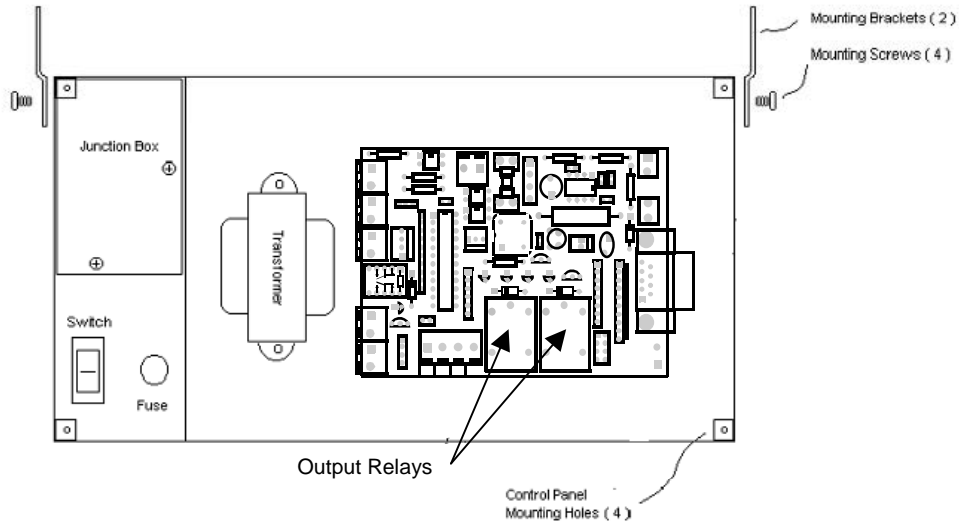 Mounting Brackets ( 2 )
Mounting Screws ( 4 )
Junction Box
Transformer
Switch
Fuse
Output Relays
Control Panel
Mounting Holes ( 4 )